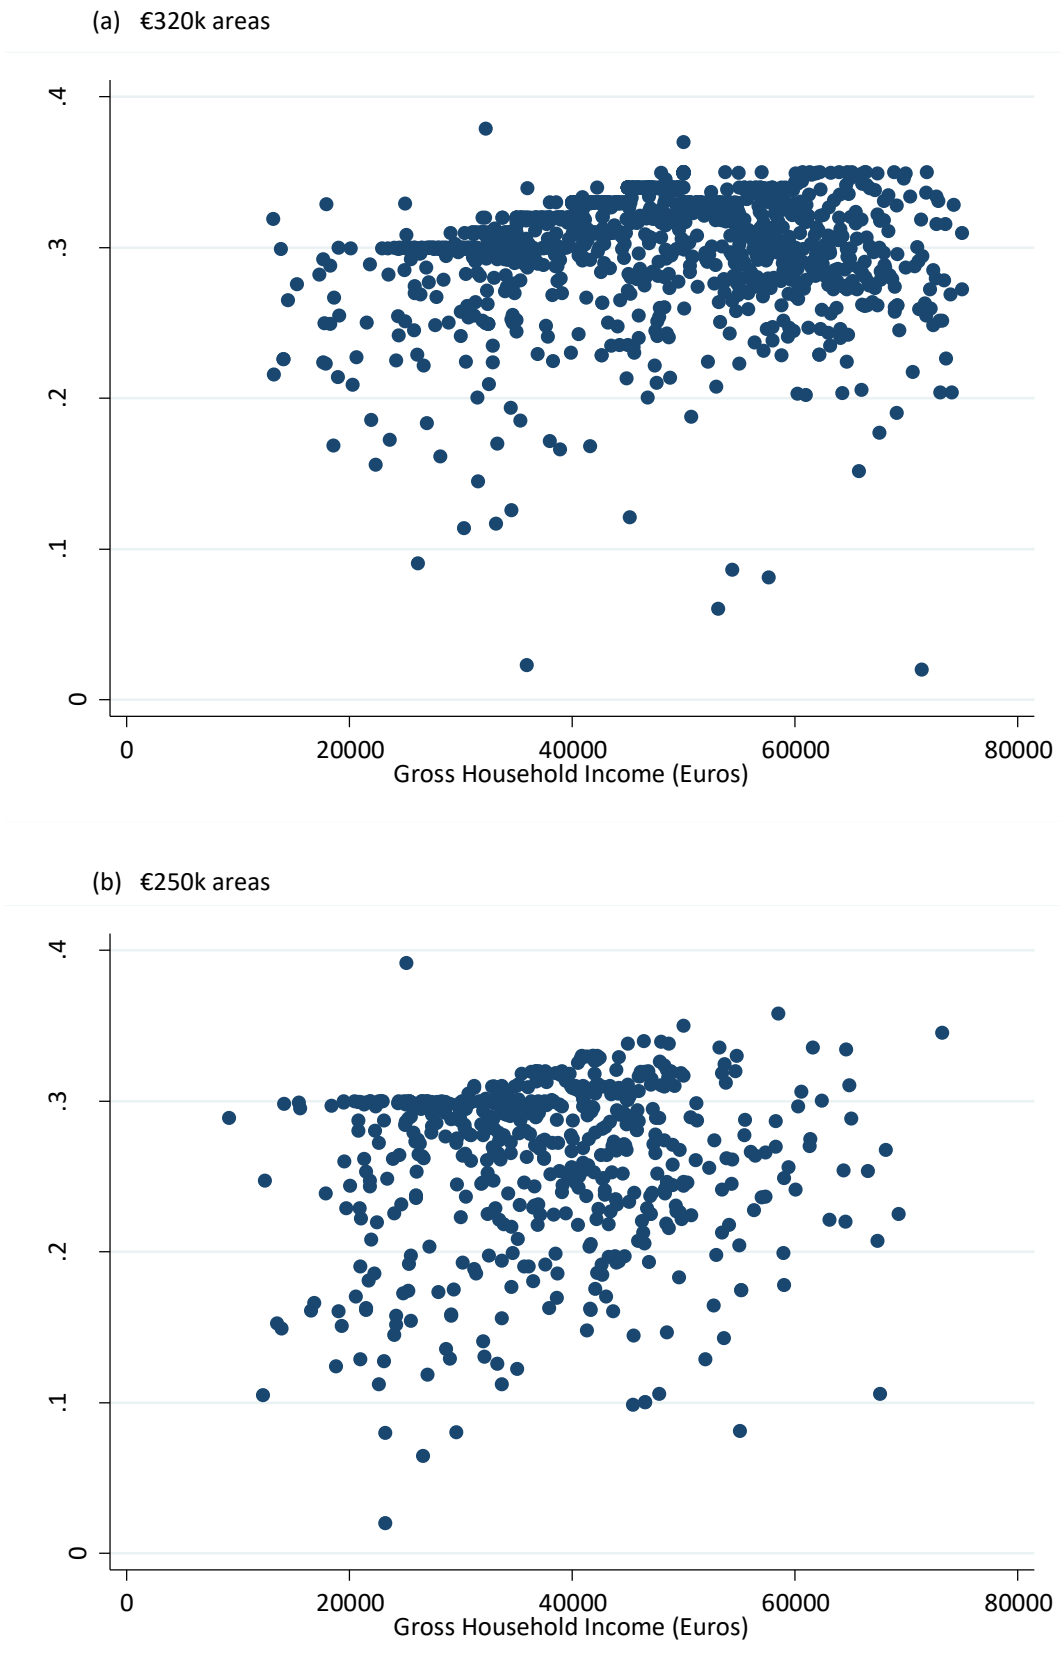 (a) €320k areas
.4
.3
.2
.1
0
0 20000 40000 60000 80000
Gross Household Income (Euros)
(b) €250k areas
.4
.3
.2
.1
0
0 20000 40000 60000 80000
Gross Household Income (Euros)